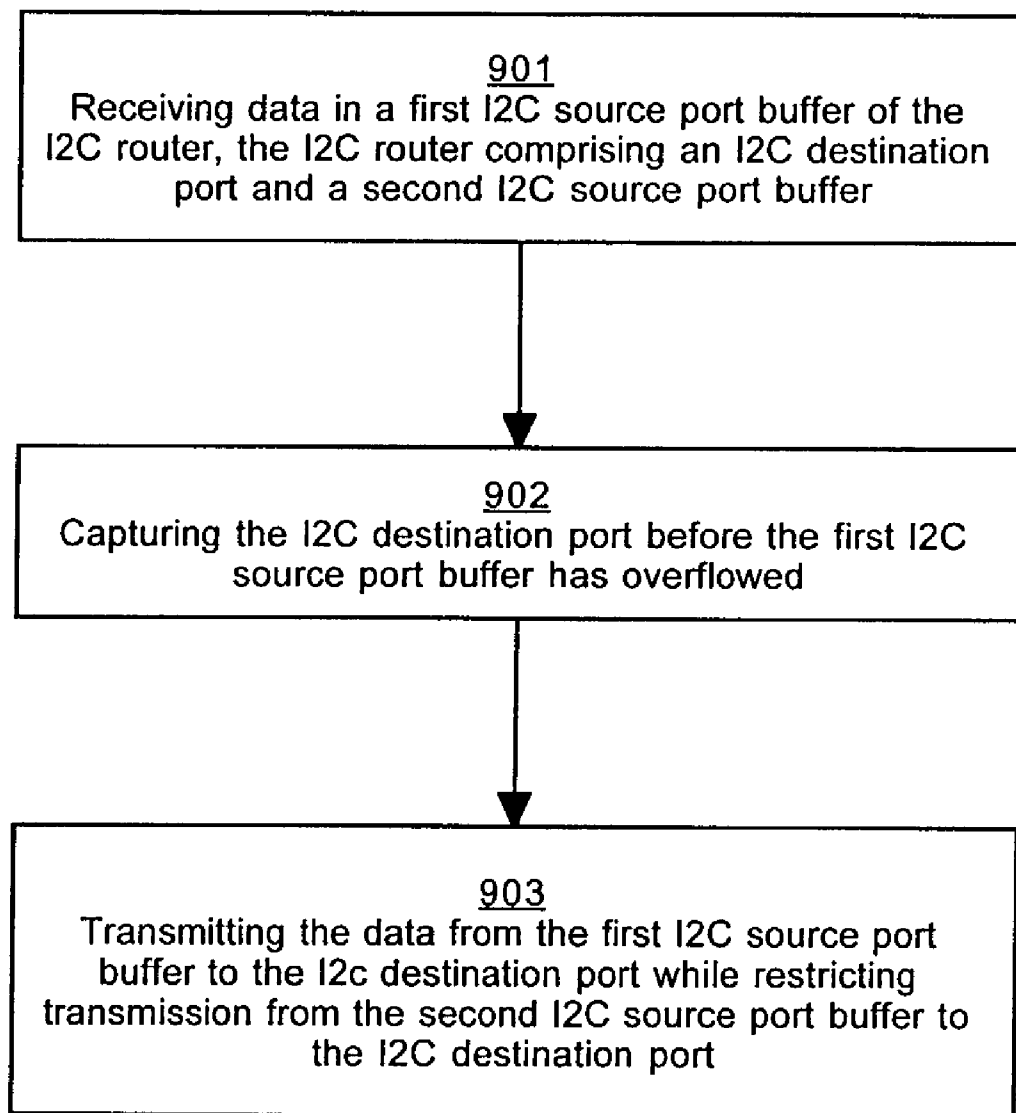 901
Receiving data in a first I2C source port buffer of the
I2C router, the I2C router comprising an I2C destination
port and a second I2C source port buffer
902
Capturing the I2C destination port before the first I2C
source port buffer has overflowed
903
Transmitting the data from the first I2C source port
buffer to the I2c destination port while restricting
transmission from the second I2C source port buffer to
the I2C destination port